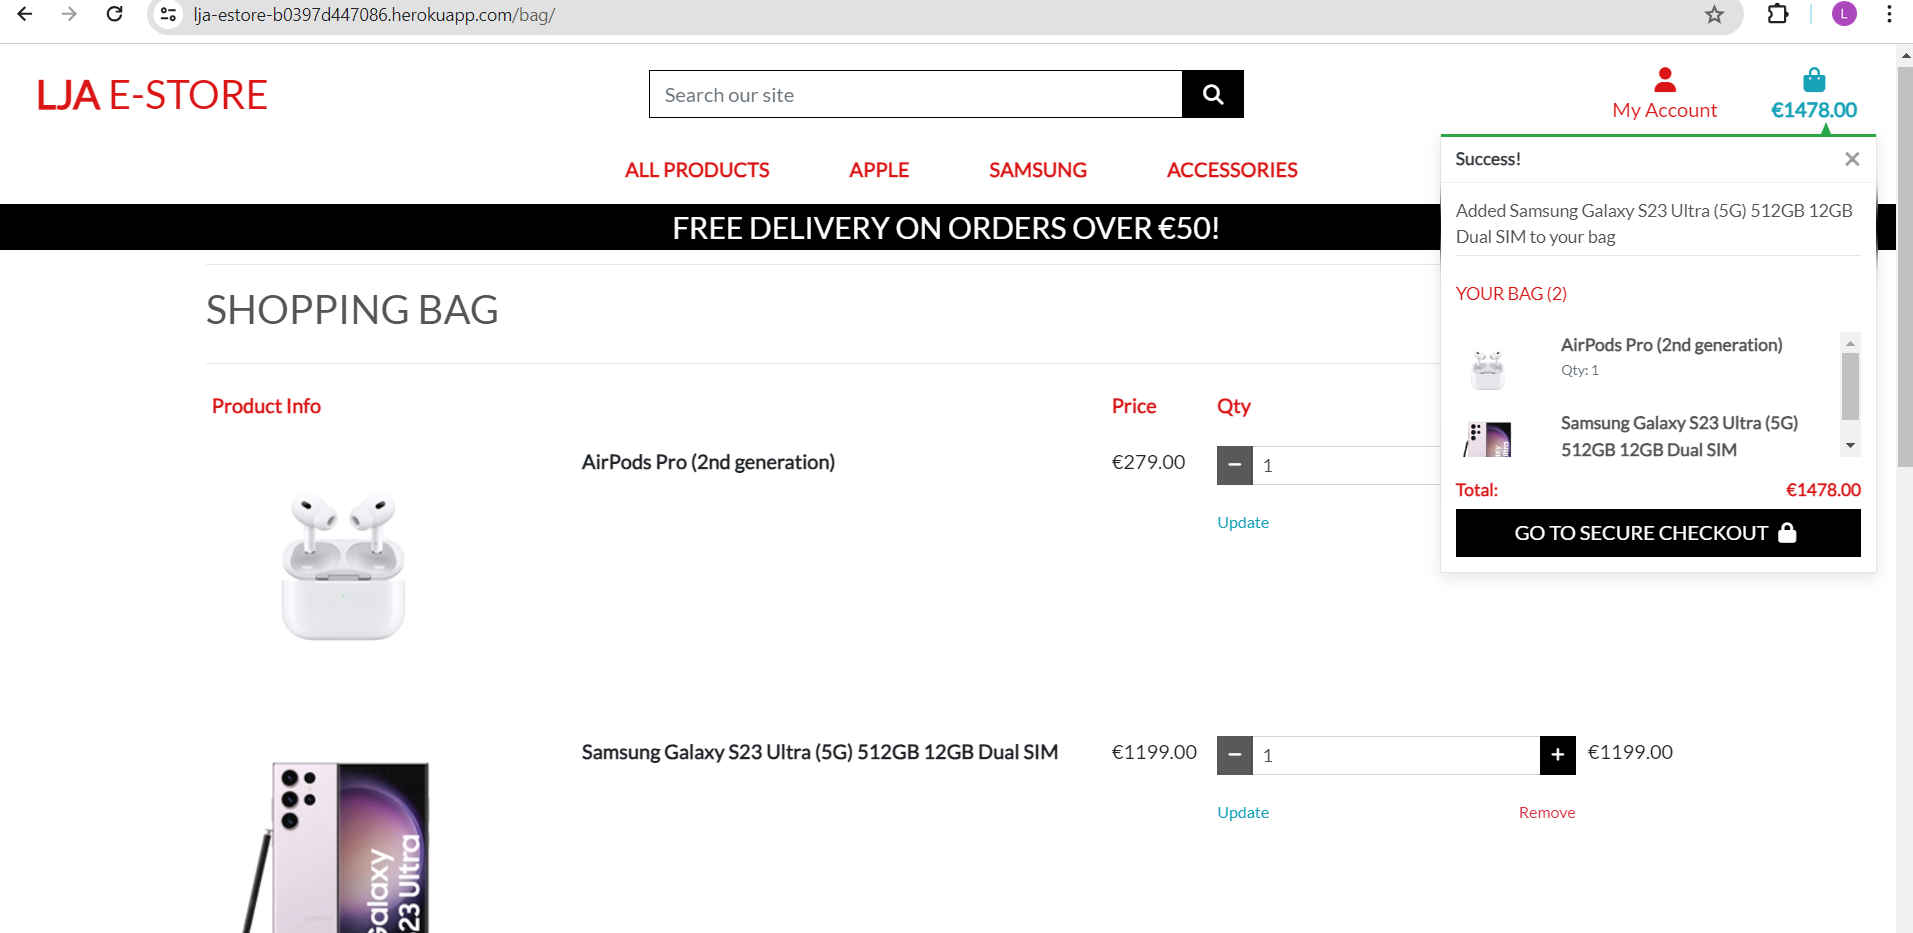 lja-estore-b0397d447086.herokuapp.com/bag/
L
LJA E-STORE
Search our site
My Account
€1478.00
ALL PRODUCTS
APPLE
SAMSUNG
ACCESSORIES
FREE DELIVERY ON ORDERS OVER €50!
Success!
Added Samsung Galaxy S23 Ultra (5G) 512GB 12GB
Dual SIM to your bag
YOUR BAG (2)
AirPods Pro (2nd generation)
Qty: 1
Samsung Galaxy S23 Ultra (5G)
512GB 12GB Dual SIM
Total:
€1478.00
GO TO SECURE CHECKOUT
SHOPPING BAG
Product Info
Price
Qty
AirPods Pro (2nd generation)
€279.00
1
Update
Samsung Galaxy S23 Ultra (5G) 512GB 12GB Dual SIM
€1199.00
1
€1199.00
Update
Remove
SAMSUNG
Galaxy
S23 Ultra